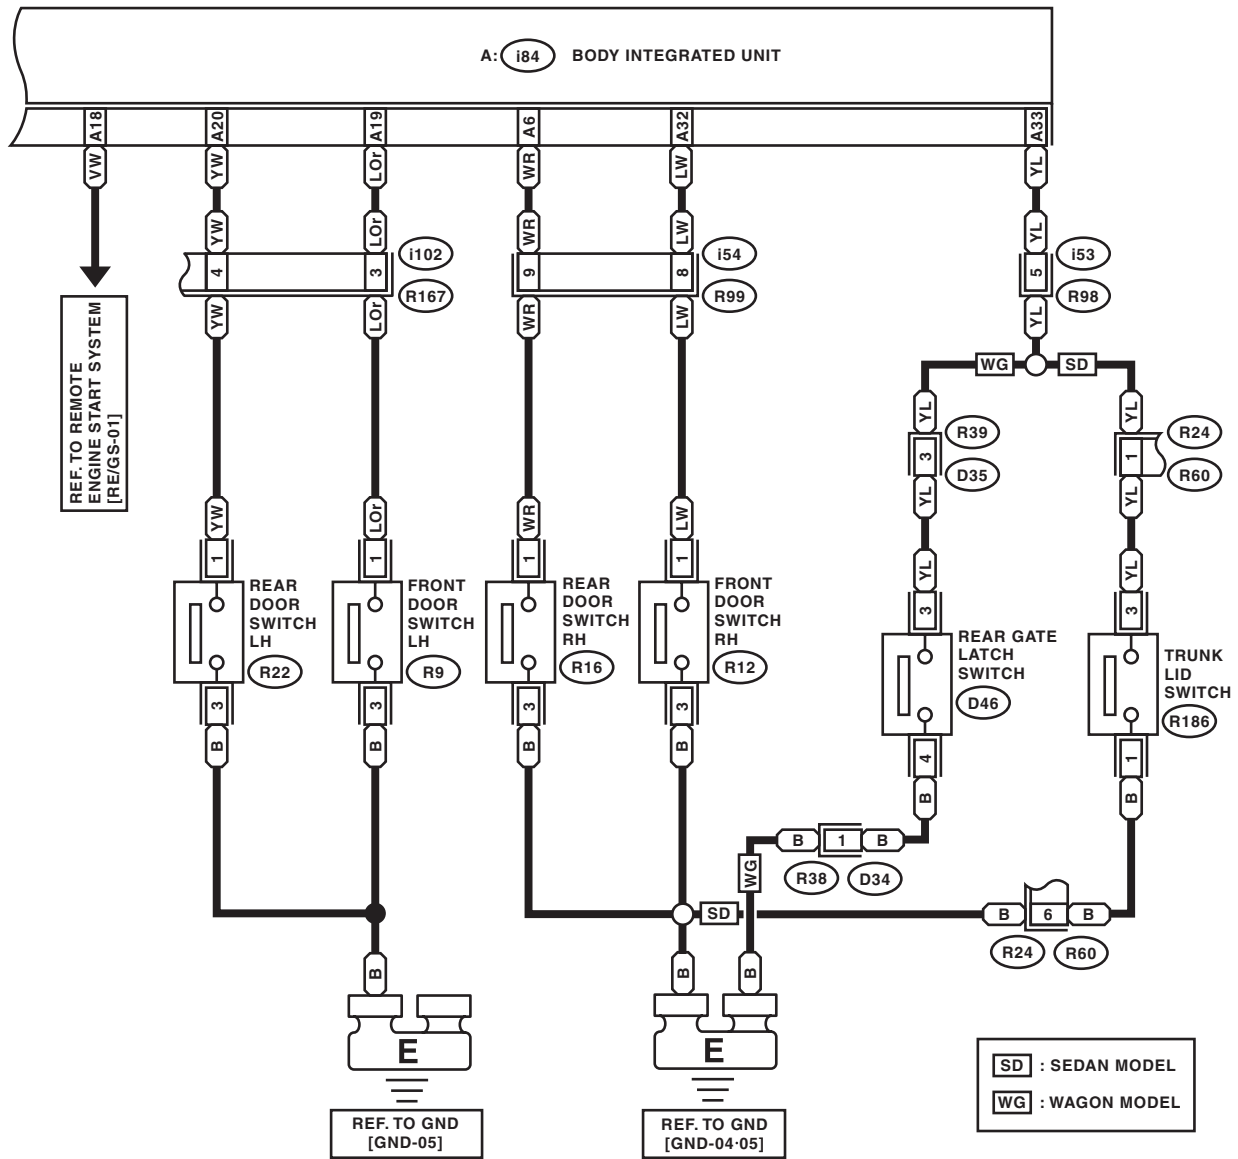 A: i84 BODY INTEGRATED UNIT
A18 A20 A19 A6 A32 A33
VW YW LOr WR LW YL
YW LOr WR LW YL
4 3 i102 9 8 i54 5 i53
R167 R99 R98
YW LOr WR LW YL
WG SD
REF. TO REMOTE
ENGINE START SYSTEM
[RE/GS-01]
YL YL
3 R39 1 R24
D35 R60
YL YL
YW LOr WR LW
1 1 1 1
YL YL
3 3
REAR
DOOR
SWITCH
LH
R22
FRONT
DOOR
SWITCH
LH
R9
REAR
DOOR
SWITCH
RH
R16
FRONT
DOOR
SWITCH
RH
R12
REAR GATE
LATCH
SWITCH
D46
TRUNK
LID
SWITCH
R186
3 3 3 3
B B B B
4 1
B B
B 1 B
R38 D34
WG
SD
B 6 B
R24 R60
B B B
E E
REF. TO GND
[GND-05]
REF. TO GND
[GND-04·05]
SD : SEDAN MODEL
WG : WAGON MODEL